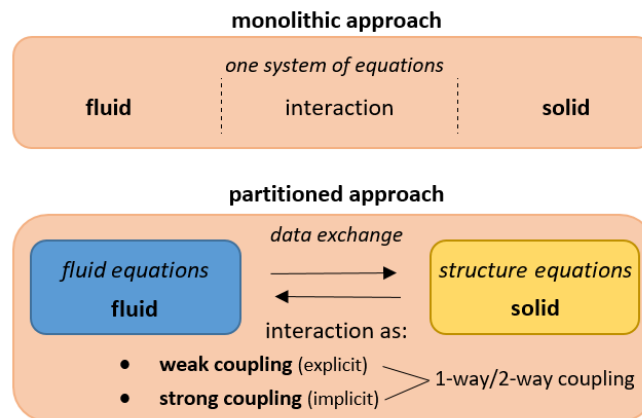 monolithic approach
one system of equations
fluid interaction solid
partitioned approach
data exchange
fluid equations structure equations
fluid solid
interaction as:
• weak coupling (explicit)
1-way/2-way coupling
• strong coupling (implicit)